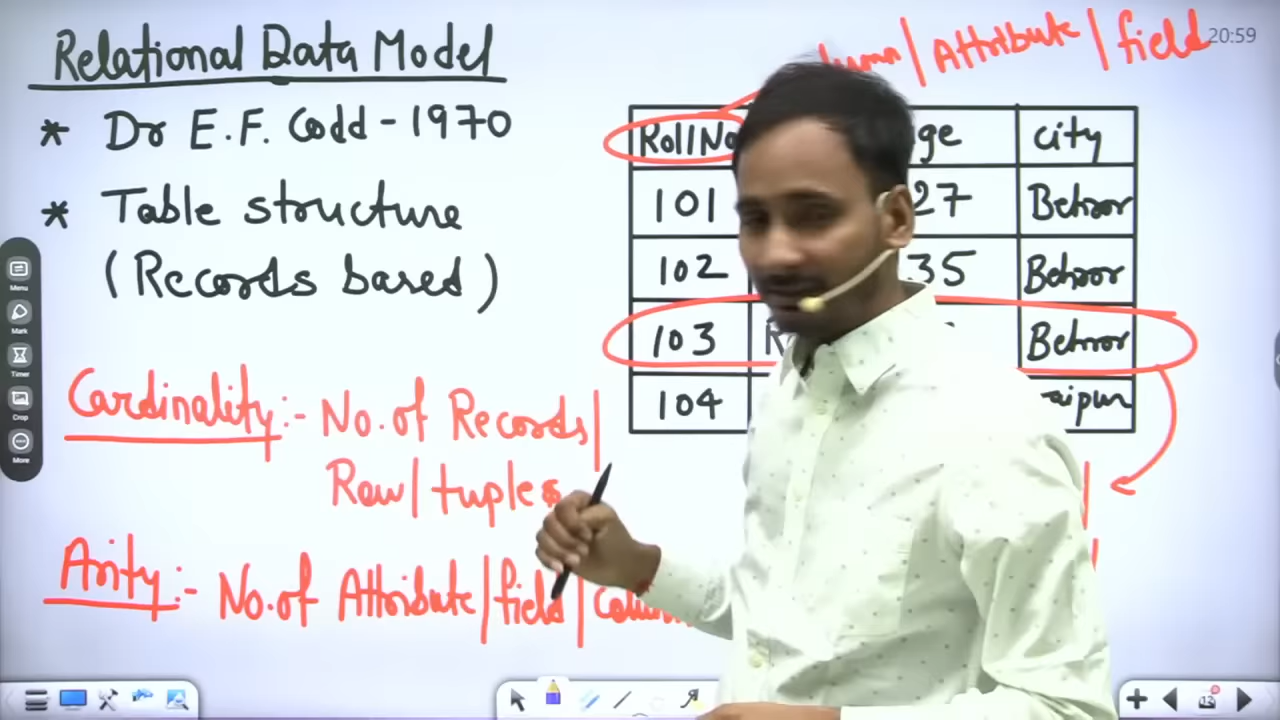 Relational Data Model
* Dr E.F. Codd - 1970
* Table structure
(Records based)
Cardinality:- No. of Records|
Row| tuples
Arity:- No. of Attribute|field|
|Attribute|field
20:59
RollNo city
101 27 Behror
102 35 Behror
103 Behror
104
Menu
Mark
Timer
Crop
More